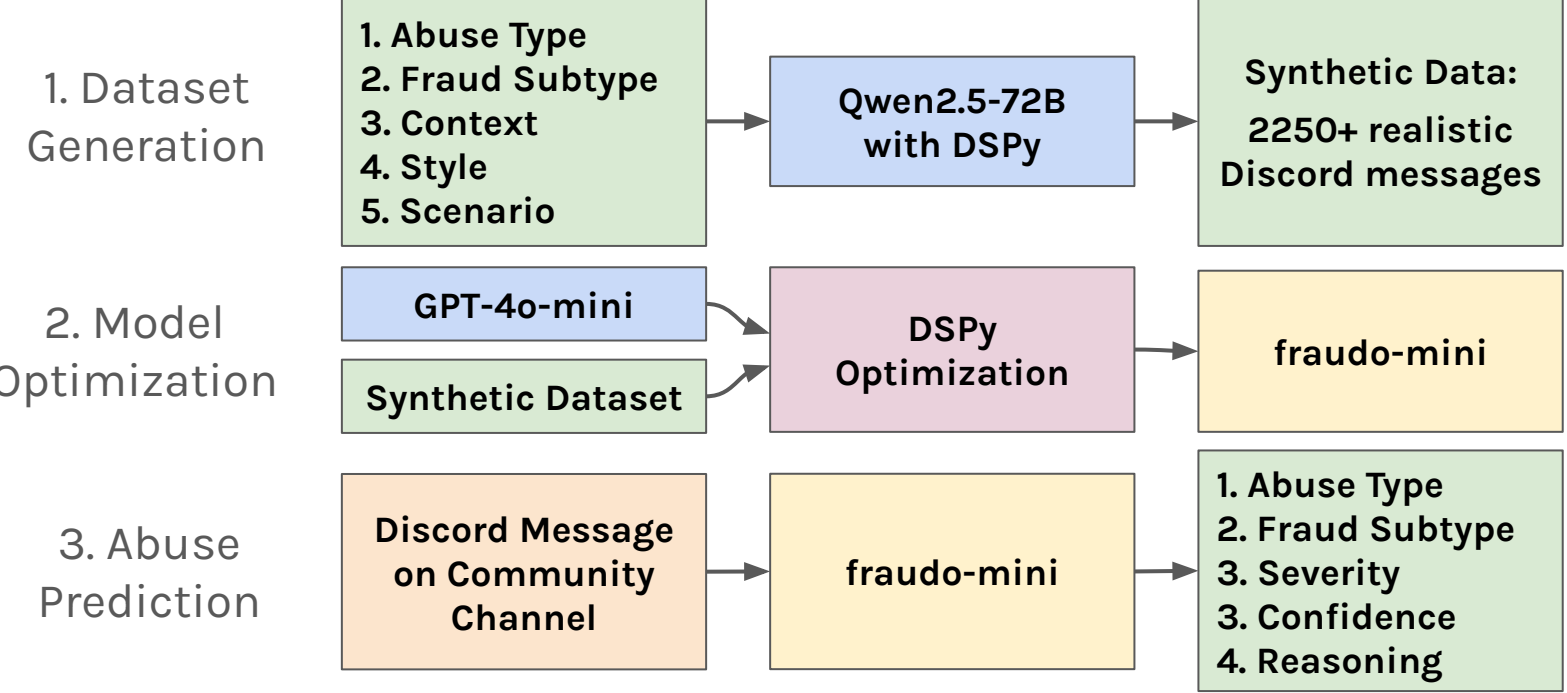 1. Dataset
Generation
1. Abuse Type
2. Fraud Subtype
3. Context
4. Style
5. Scenario
Qwen2.5-72B
with DSPy
Synthetic Data:
2250+ realistic
Discord messages
2. Model
Optimization
GPT-4o-mini
Synthetic Dataset
DSPy
Optimization
fraudo-mini
3. Abuse
Prediction
Discord Message
on Community
Channel
fraudo-mini
1. Abuse Type
2. Fraud Subtype
3. Severity
3. Confidence
4. Reasoning